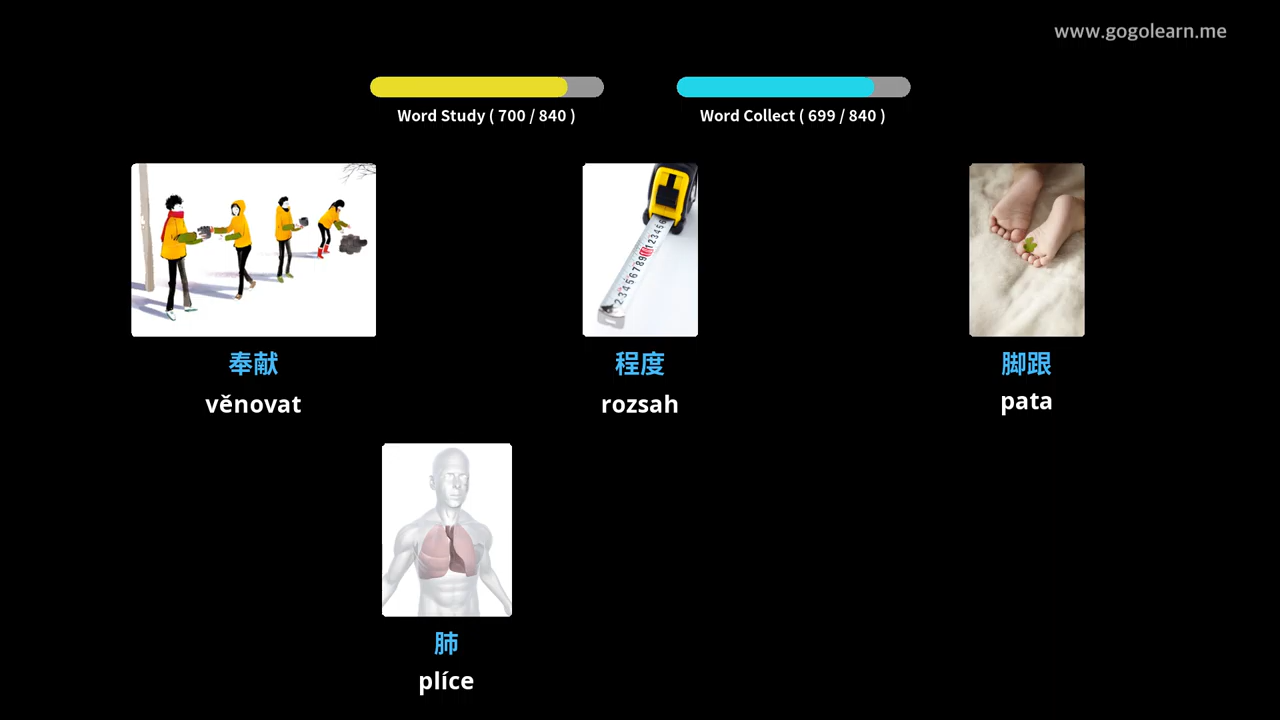 www.gogolearn.me
Word Study ( 700 / 840 )
Word Collect ( 699 / 840 )
奉献
程度
脚跟
věnovat
rozsah
pata
肺
plíce